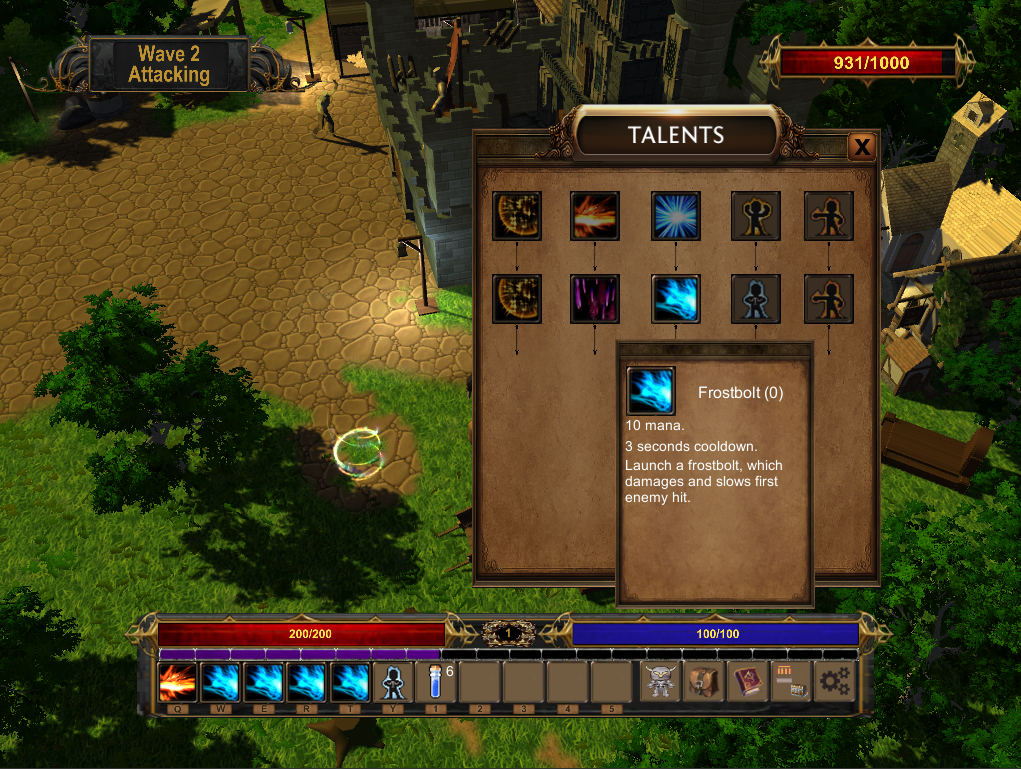 Wave 2
Attacking
931/1000
TALENTS
X
Frostbolt (0)
10 mana.
3 seconds cooldown.
Launch a frostbolt, which
damages and slows first
enemy hit.
200/200
1
100/100
6
Q
W
E
R
T
Y
1
2
3
4
5